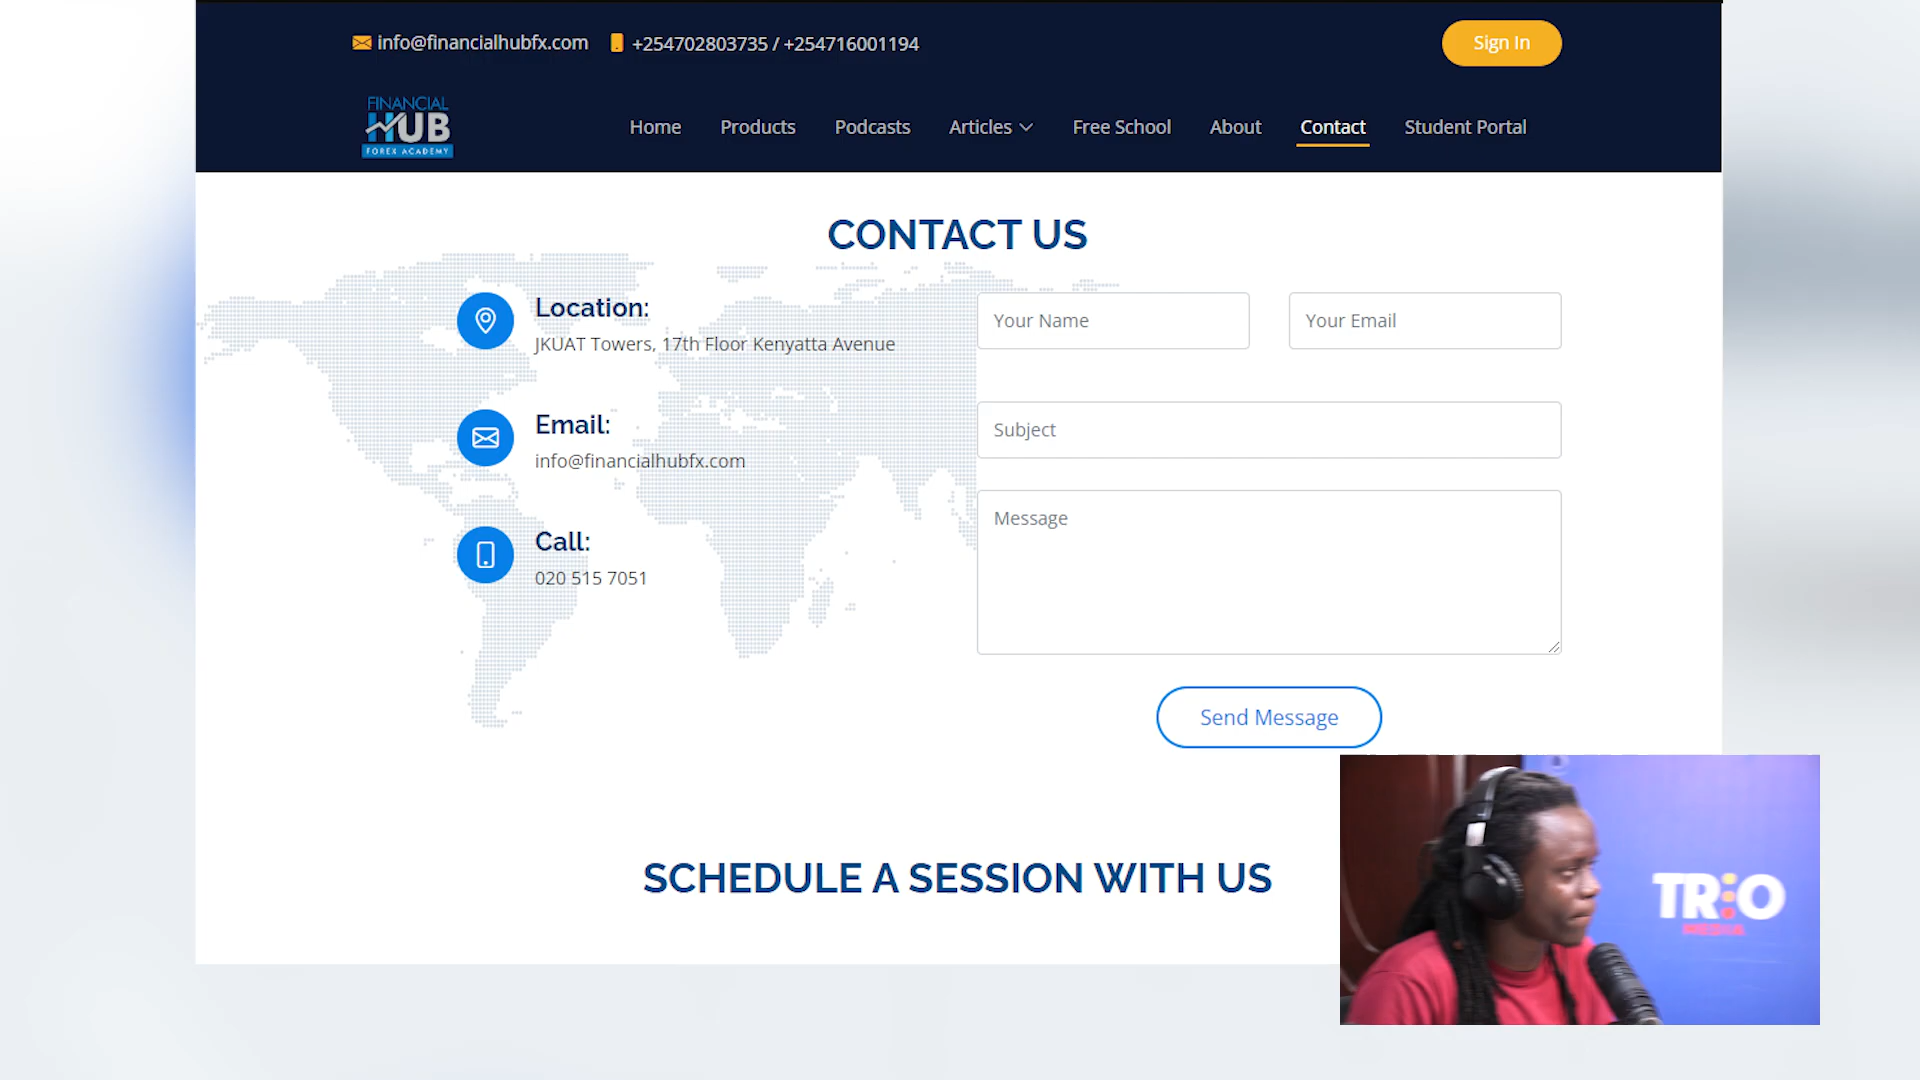 info@financialhubfx.com +254702803735 / +254716001194
Sign In
FINANCIAL
HUB
FOREX ACADEMY
Home Products Podcasts Articles Free School About Contact Student Portal
CONTACT US
Location:
JKUAT Towers, 17th Floor Kenyatta Avenue
Email:
info@financialhubfx.com
Call:
020 515 7051
Your Name
Your Email
Subject
Message
Send Message
SCHEDULE A SESSION WITH US
TRIO
MEDIA